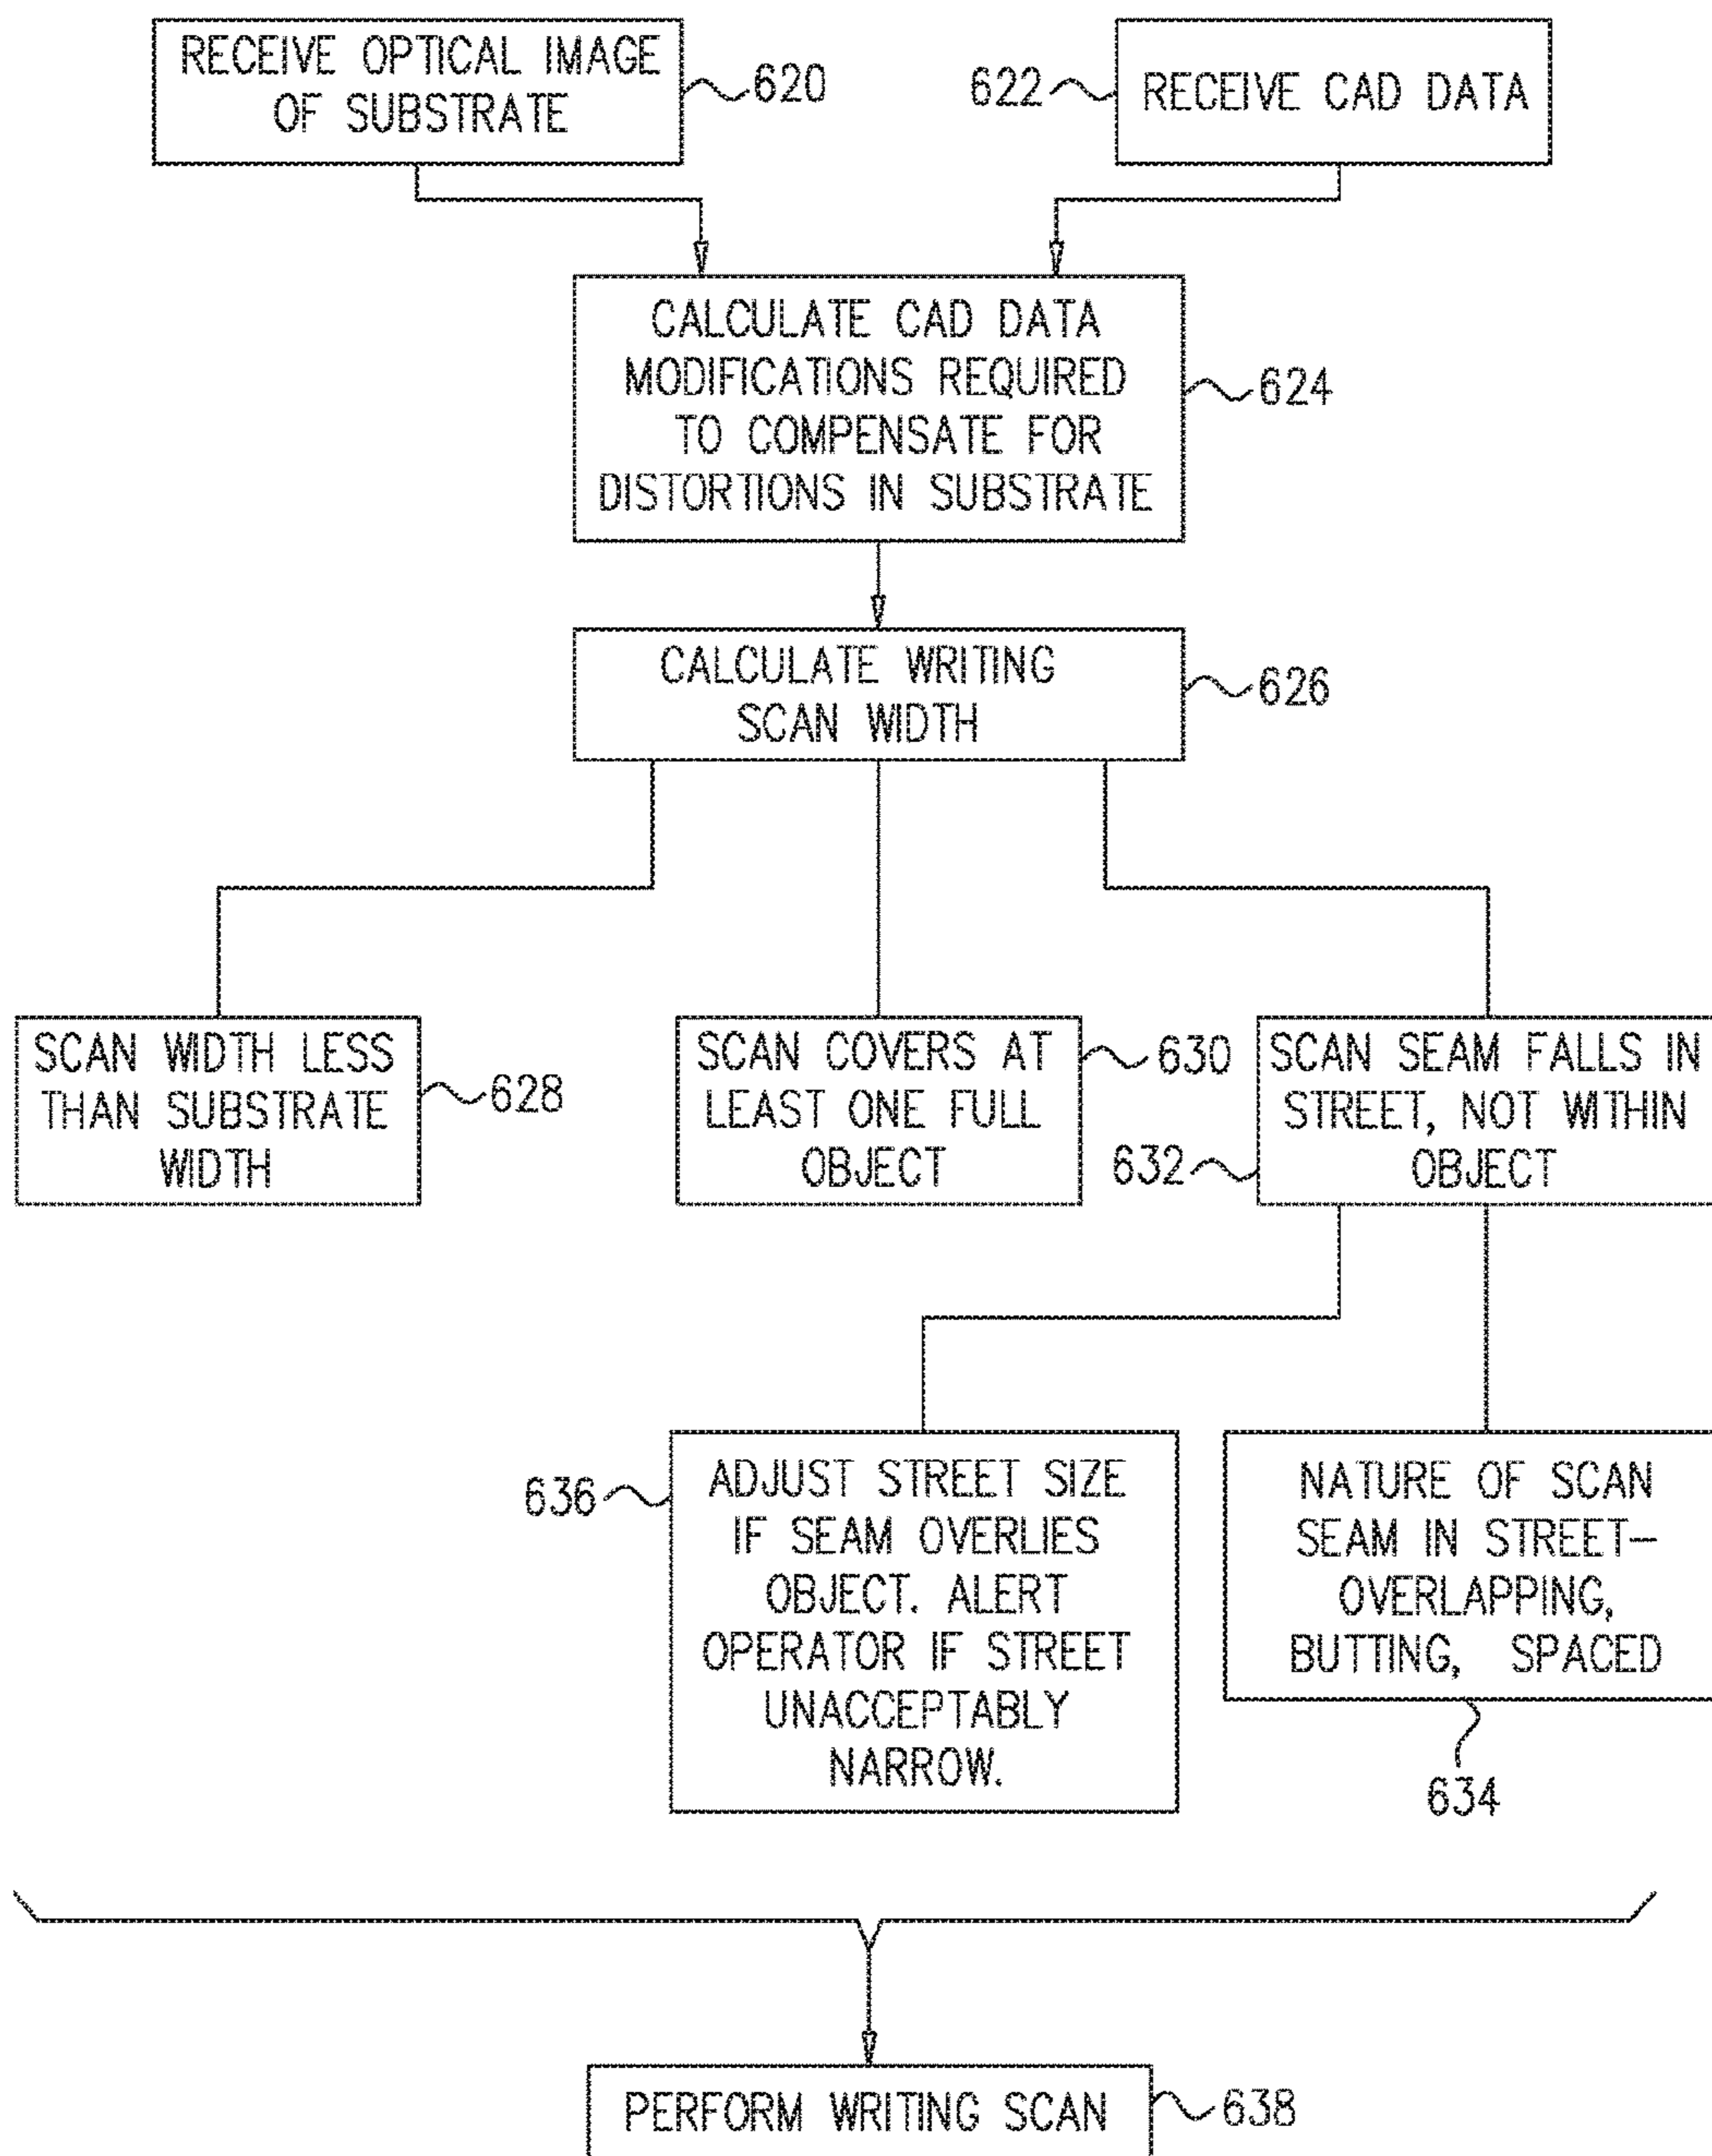 RECEIVE OPTICAL IMAGE
OF SUBSTRATE
620
622
RECEIVE CAD DATA
CALCULATE CAD DATA
MODIFICATIONS REQUIRED
TO COMPENSATE FOR
DISTORTIONS IN SUBSTRATE
624
CALCULATE WRITING
SCAN WIDTH
626
SCAN WIDTH LESS
THAN SUBSTRATE
WIDTH
628
SCAN COVERS AT
LEAST ONE FULL
OBJECT
630
SCAN SEAM FALLS IN
STREET, NOT WITHIN
OBJECT
632
636
ADJUST STREET SIZE
IF SEAM OVERLIES
OBJECT. ALERT
OPERATOR IF STREET
UNACCEPTABLY
NARROW.
NATURE OF SCAN
SEAM IN STREET—
OVERLAPPING,
BUTTING, SPACED
634
PERFORM WRITING SCAN
638